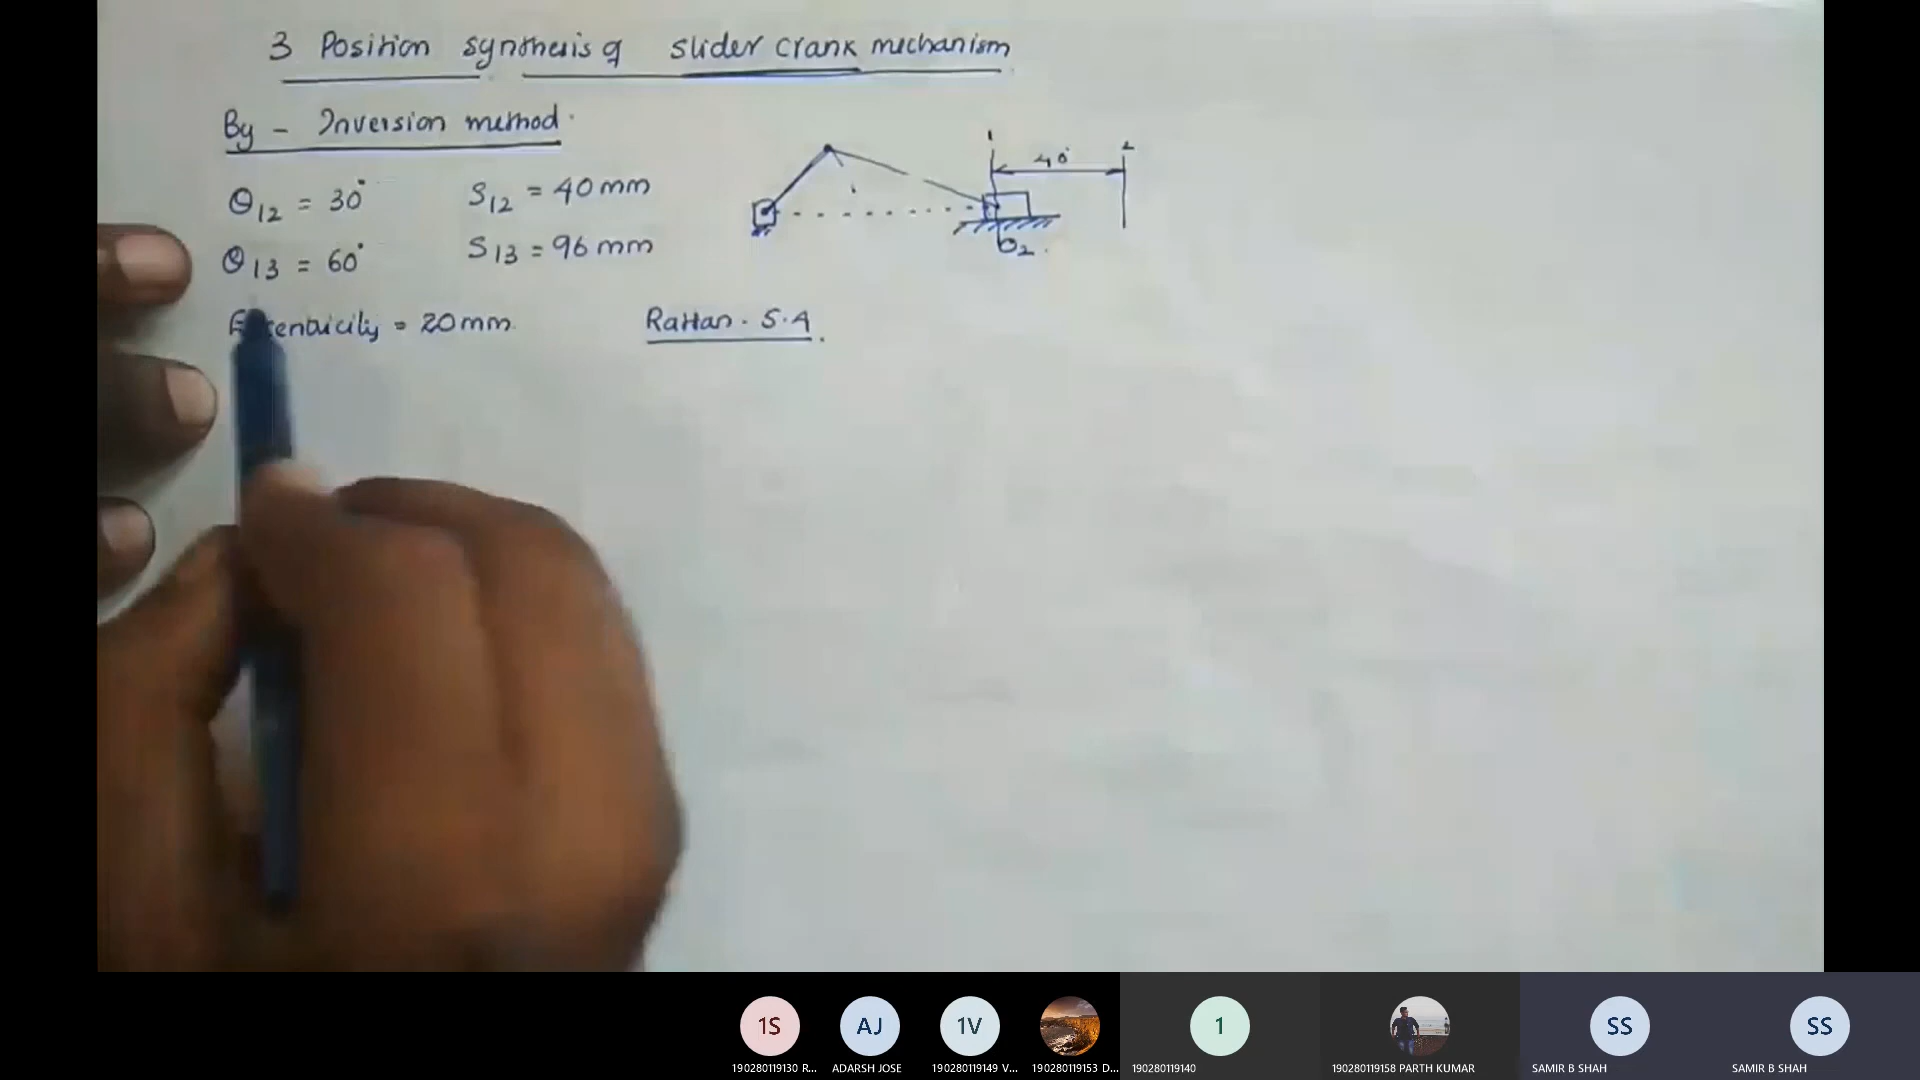 3 Position synthesis of slider crank mechanism
By - Inversion method
θ12 = 30° S12 = 40 mm
θ13 = 60° S13 = 96 mm
= 20 mm. Rattan. S.A.
1 2
40
O2
1S AJ 1V 1 SS SS
190280119130 R... ADARSH JOSE 190280119149 V... 190280119153 D... 190280119140 190280119158 PARTH KUMAR SAMIR B SHAH SAMIR B SHAH